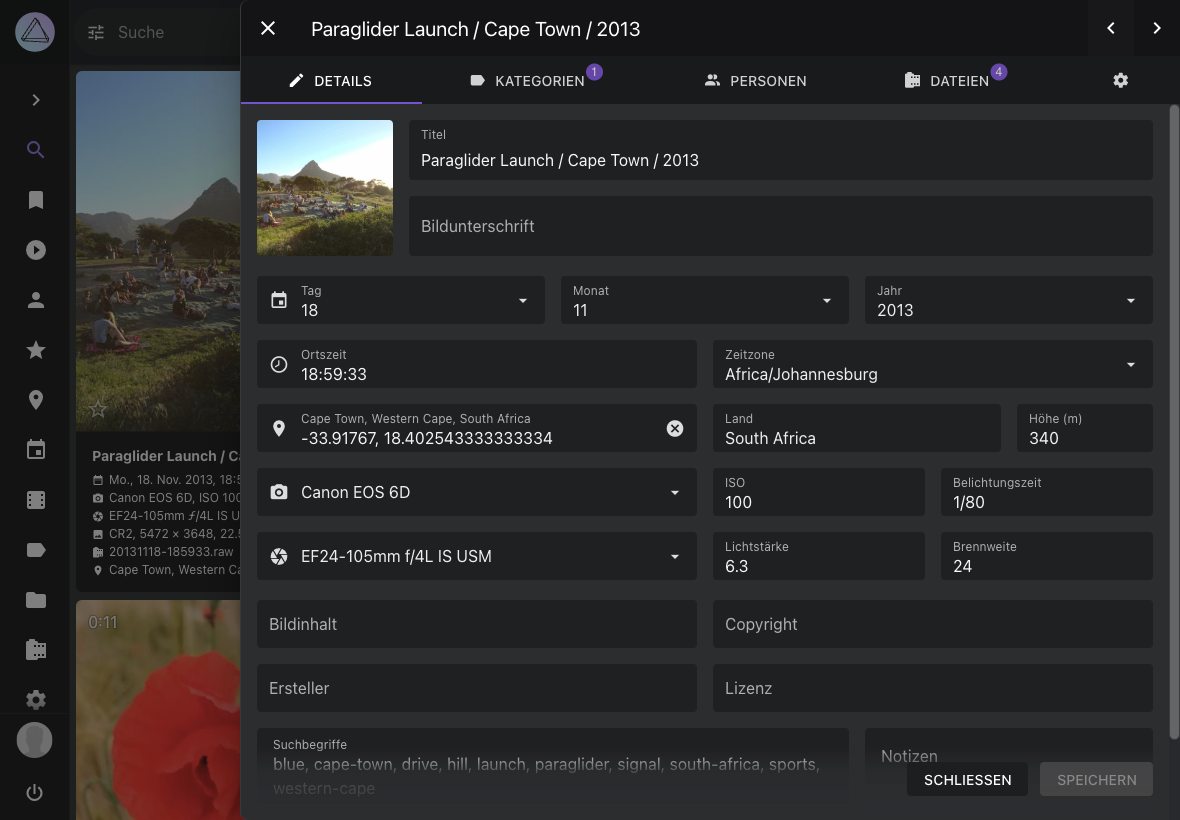 Suche
Paraglider Launch / Cape Town / 2013
DETAILS
KATEGORIEN 1
PERSONEN
DATEIEN 4
Titel
Paraglider Launch / Cape Town / 2013
Bildunterschrift
Tag
18
Monat
11
Jahr
2013
Ortszeit
18:59:33
Zeitzone
Africa/Johannesburg
Cape Town, Western Cape, South Africa
-33.91767, 18.402543333333334
Land
South Africa
Höhe (m)
340
Canon EOS 6D
ISO
100
Belichtungszeit
1/80
EF24-105mm f/4L IS USM
Lichtstärke
6.3
Brennweite
24
Bildinhalt
Copyright
Ersteller
Lizenz
Suchbegriffe
blue, cape-town, drive, hill, launch, paraglider, signal, south-africa, sports,
western-cape
Notizen
SCHLIESSEN
SPEICHERN
Paraglider Launch / Ca
Mo., 18. Nov. 2013, 18:5
Canon EOS 6D, ISO 100
EF24-105mm ƒ/4L IS U
CR2, 5472 × 3648, 22.5
20131118-185933.raw
Cape Town, Western Ca
0:11